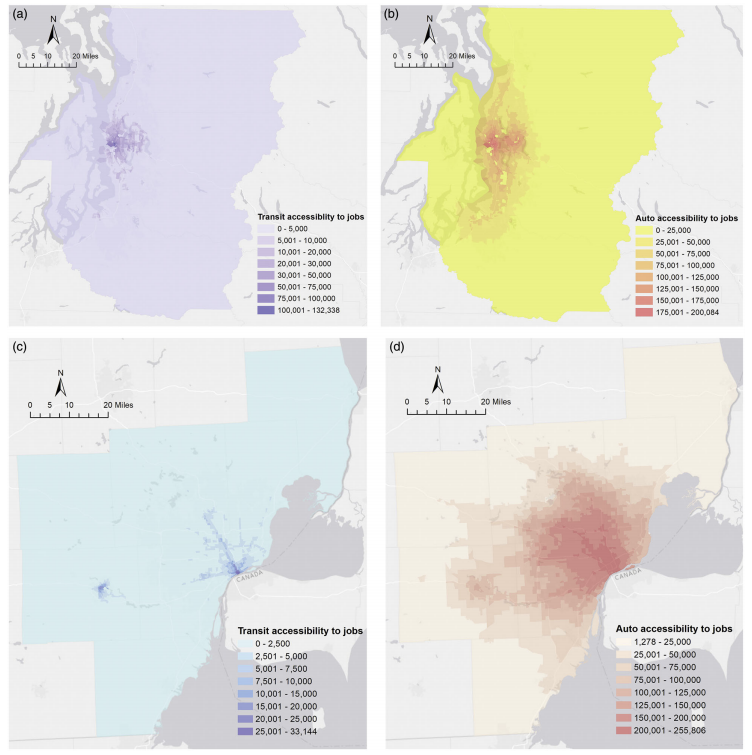 (a)
N
0 5 10 20 Miles
Transit accessiblity to jobs
0 - 5,000
5,001 - 10,000
10,001 - 20,000
20,001 - 30,000
30,001 - 50,000
50,001 - 75,000
75,001 - 100,000
100,001 - 132,338
(b)
N
0 5 10 20 Miles
Auto accessibility to jobs
0 - 25,000
25,001 - 50,000
50,001 - 75,000
75,001 - 100,000
100,001 - 125,000
125,001 - 150,000
150,001 - 175,000
175,001 - 200,084
(c)
N
0 5 10 20 Miles
CANADA
Transit accessibility to jobs
0 - 2,500
2,501 - 5,000
5,001 - 7,500
7,501 - 10,000
10,001 - 15,000
15,001 - 20,000
20,001 - 25,000
25,001 - 33,144
(d)
N
0 5 10 20 Miles
CANADA
Auto accessibility to jobs
1,278 - 25,000
25,001 - 50,000
50,001 - 75,000
75,001 - 100,000
100,001 - 125,000
125,001 - 150,000
150,001 - 200,000
200,001 - 255,806